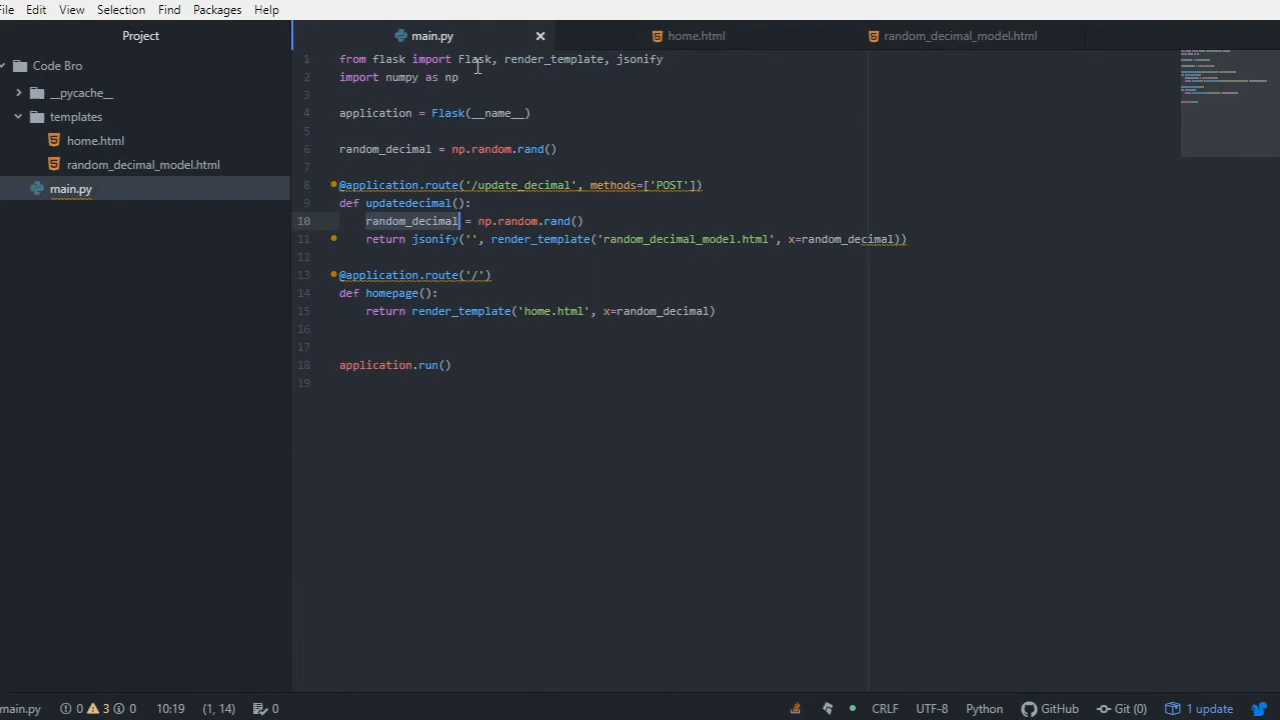 File Edit View Selection Find Packages Help
Project
main.py
home.html
random_decimal_model.html
Code Bro
__pycache__
templates
home.html
random_decimal_model.html
main.py
1 from flask import Flask, render_template, jsonify
2 import numpy as np
3
4 application = Flask(__name__)
5
6 random_decimal = np.random.rand()
7
8 @application.route('/update_decimal', methods=['POST'])
9 def updatedecimal():
10 random_decimal = np.random.rand()
11 return jsonify('', render_template('random_decimal_model.html', x=random_decimal))
12
13 @application.route('/')
14 def homepage():
15 return render_template('home.html', x=random_decimal)
16
17
18 application.run()
19
main.py 0 3 0 10:19 (1, 14) 0 CRLF UTF-8 Python GitHub Git (0) 1 update